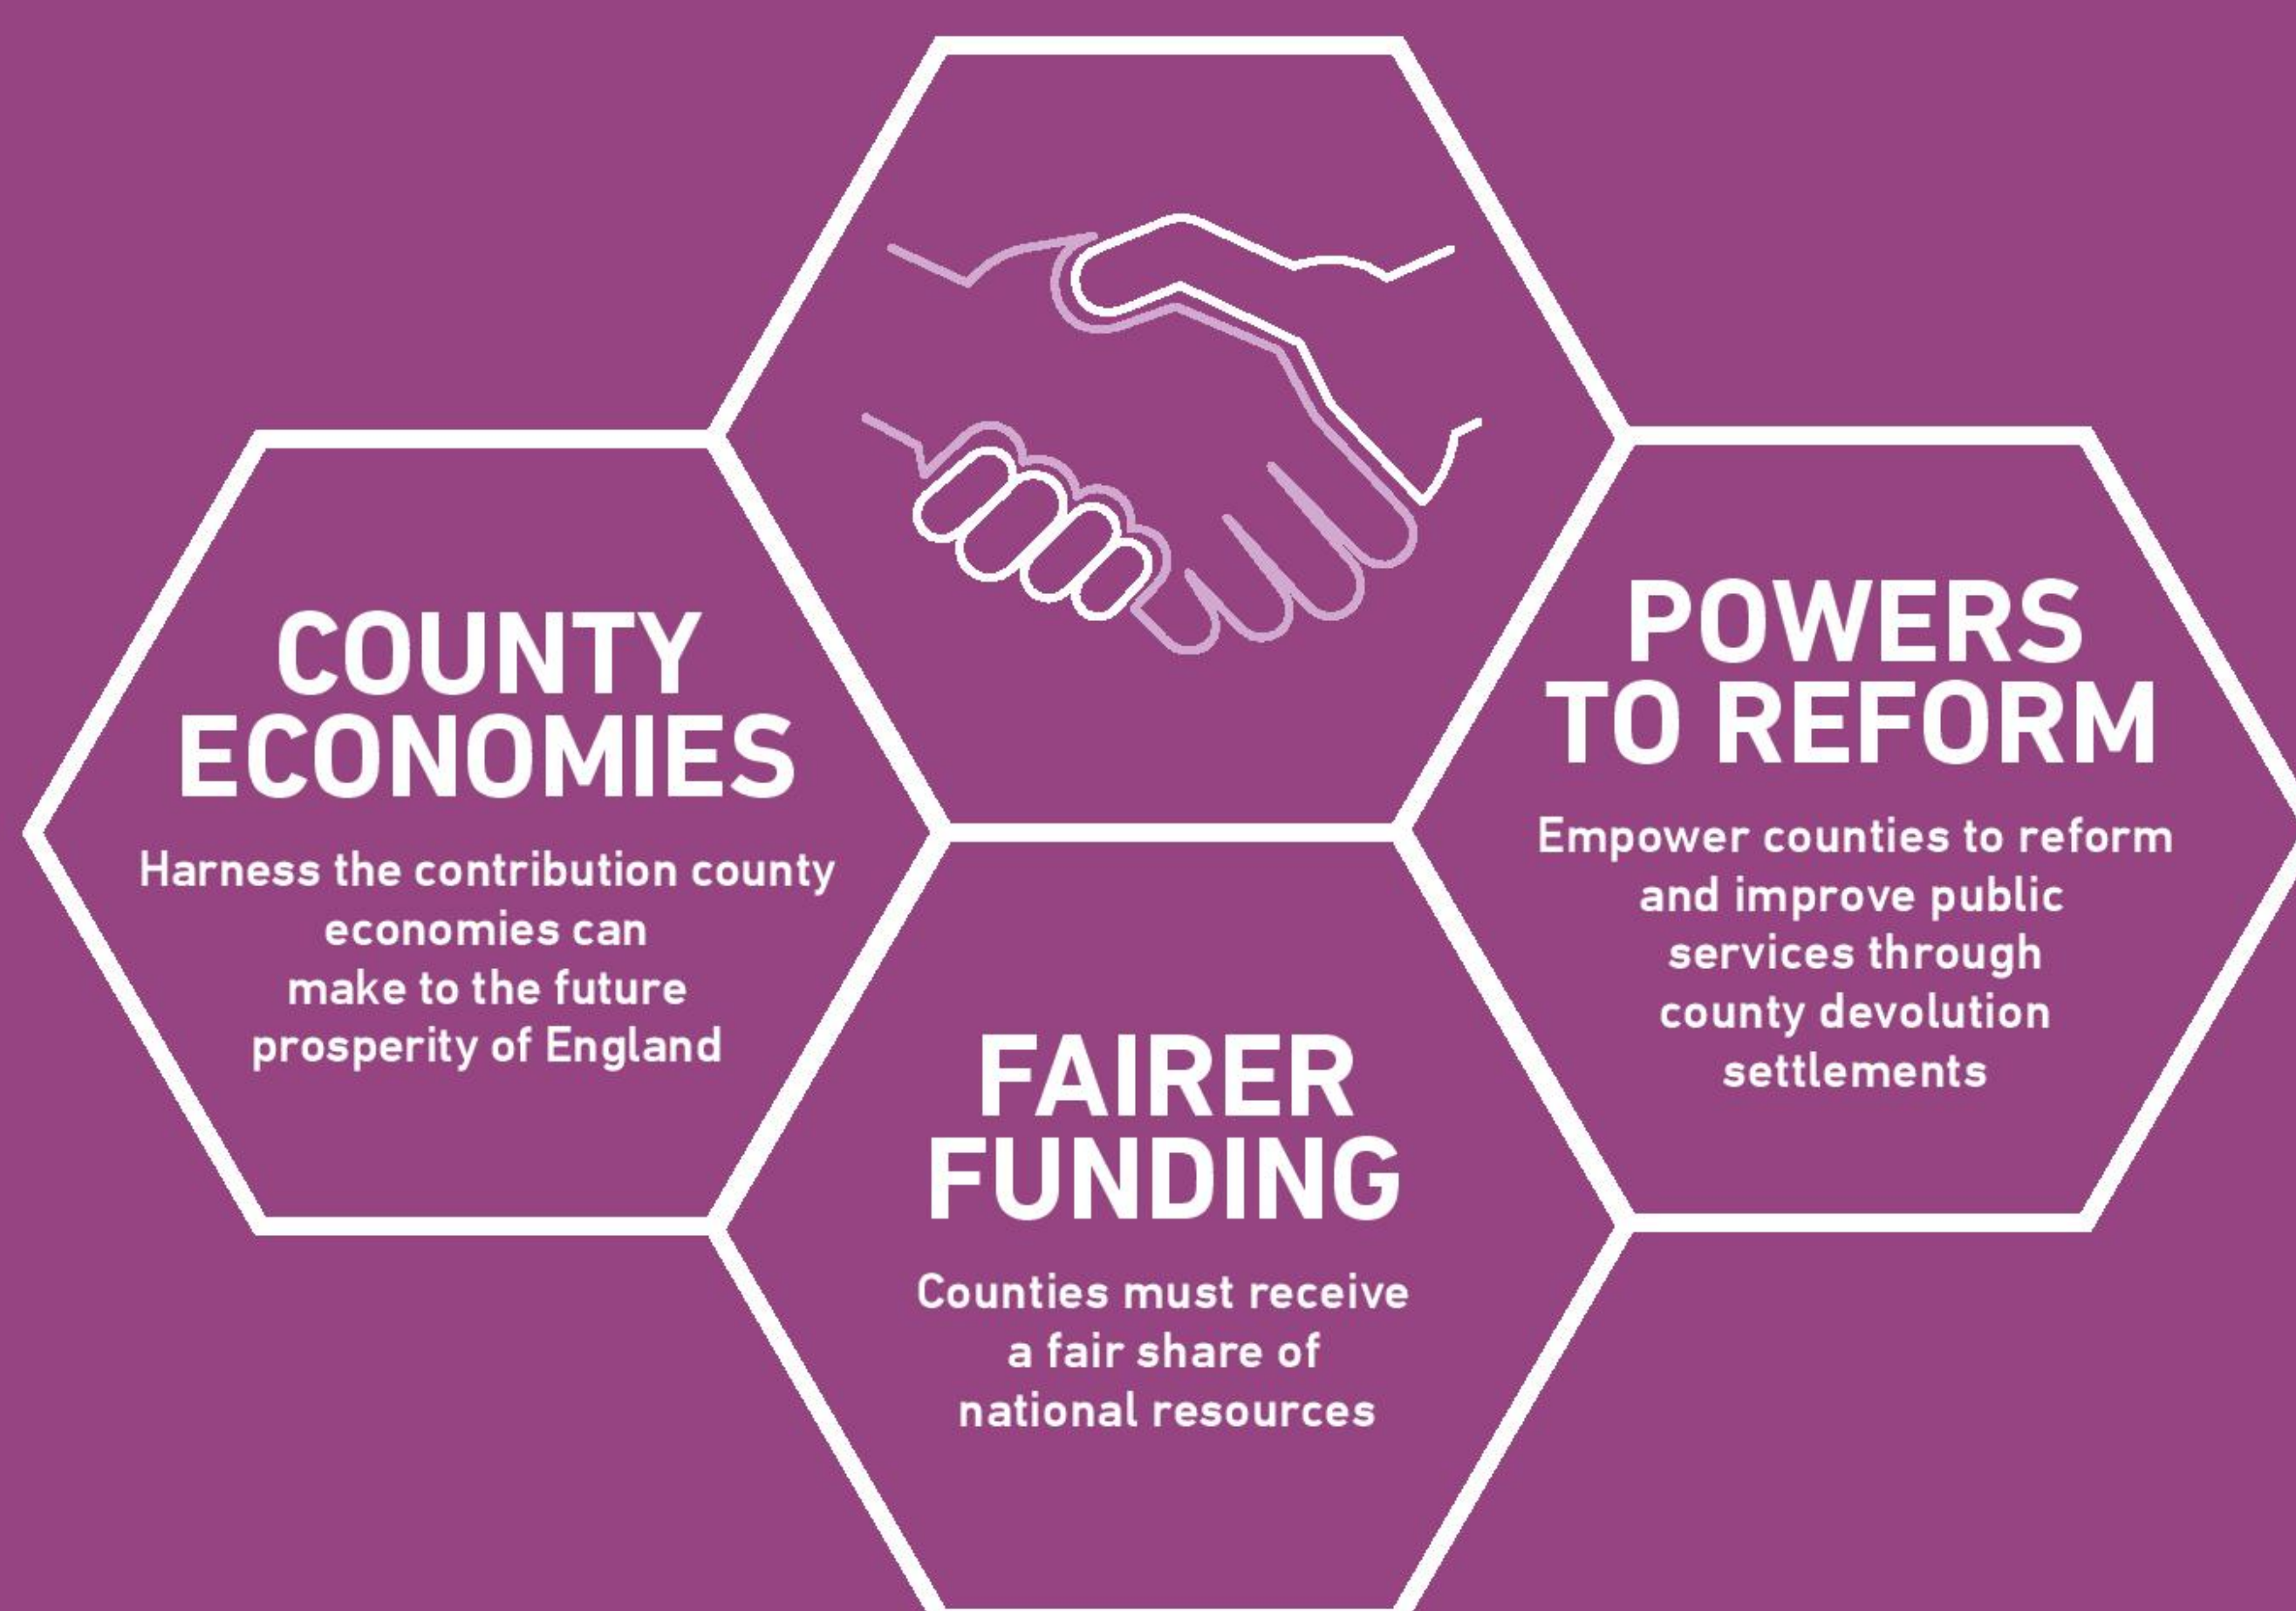 COUNTY
ECONOMIES
Harness the contribution county
economies can
make to the future
prosperity of England
FAIRER
FUNDING
Counties must receive
a fair share of
national resources
POWERS
TO REFORM
Empower counties to reform
and improve public
services through
county devolution
settlements